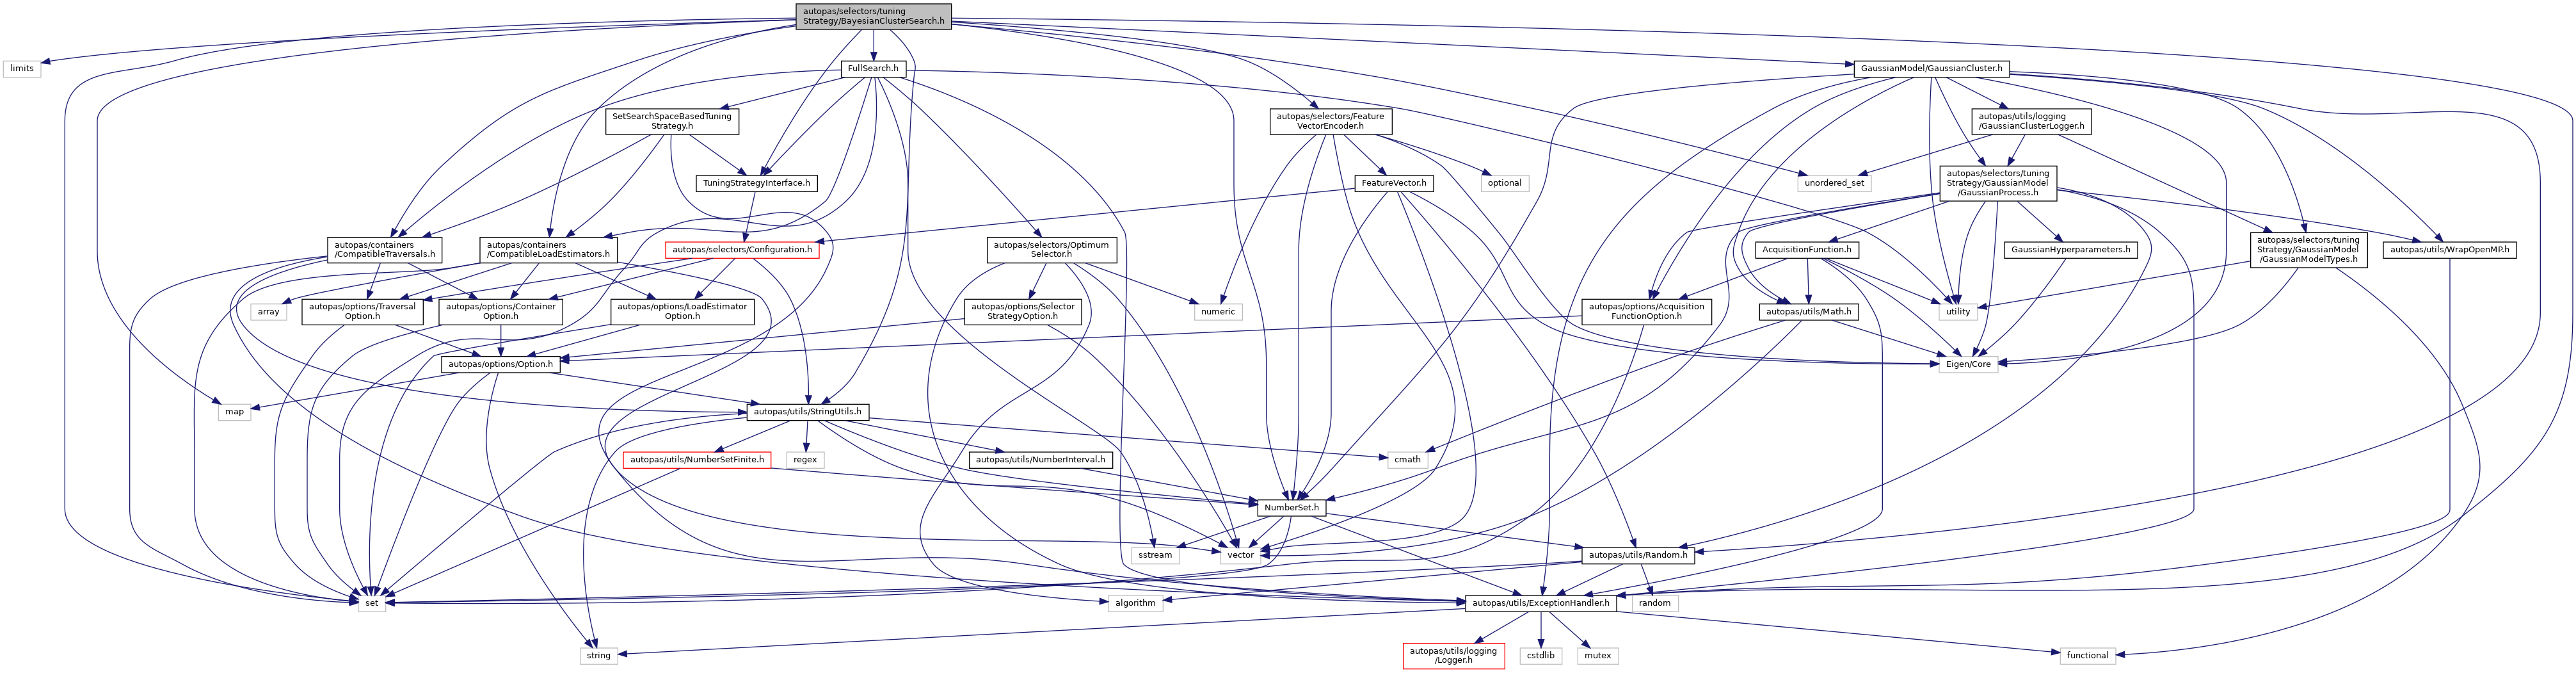 autopas/selectors/tuning
Strategy/BayesianClusterSearch.h
limits
FullSearch.h
GaussianModel/GaussianCluster.h
SetSearchSpaceBasedTuning
Strategy.h
autopas/selectors/Feature
VectorEncoder.h
autopas/utils/logging
/GaussianClusterLogger.h
TuningStrategyInterface.h
FeatureVector.h
optional
unordered_set
autopas/selectors/tuning
Strategy/GaussianModel
/GaussianProcess.h
autopas/containers
/CompatibleTraversals.h
autopas/containers
/CompatibleLoadEstimators.h
autopas/selectors/Configuration.h
autopas/selectors/Optimum
Selector.h
AcquisitionFunction.h
GaussianHyperparameters.h
autopas/selectors/tuning
Strategy/GaussianModel
/GaussianModelTypes.h
autopas/utils/WrapOpenMP.h
array
autopas/options/Traversal
Option.h
autopas/options/Container
Option.h
autopas/options/LoadEstimator
Option.h
autopas/options/Selector
StrategyOption.h
numeric
autopas/options/Acquisition
FunctionOption.h
autopas/utils/Math.h
utility
autopas/options/Option.h
Eigen/Core
map
autopas/utils/StringUtils.h
autopas/utils/NumberSetFinite.h
regex
autopas/utils/NumberInterval.h
cmath
NumberSet.h
sstream
vector
autopas/utils/Random.h
set
algorithm
autopas/utils/ExceptionHandler.h
random
string
autopas/utils/logging
/Logger.h
cstdlib
mutex
functional